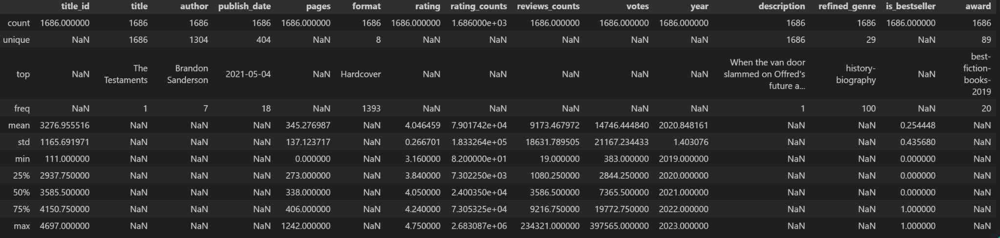 title_id title author publish_date pages format rating rating_counts reviews_counts votes year description refined_genre is_bestseller award
count 1686.000000 1686 1686 1686 1686.000000 1686 1686.000000 1.686000e+03 1686.000000 1686.000000 1686.000000 1686 1686 1686.000000 1686
unique NaN 1686 1304 404 NaN 8 NaN NaN NaN NaN NaN 1686 29 NaN 89
best-
When the van door
The Brandon history- fiction-
top NaN 2021-05-04 NaN Hardcover NaN NaN NaN NaN NaN slammed on Offred's NaN
Testaments Sanderson biography books-
future a...
2019
freq NaN 1 7 18 NaN 1393 NaN NaN NaN NaN NaN 1 100 NaN 20
mean 3276.955516 NaN NaN NaN 345.276987 NaN 4.046459 7.901742e+04 9173.467972 14746.444840 2020.848161 NaN NaN 0.254448 NaN
std 1165.691971 NaN NaN NaN 137.123717 NaN 0.266701 1.833264e+05 18631.789505 21167.234433 1.403076 NaN NaN 0.435680 NaN
min 111.000000 NaN NaN NaN 0.000000 NaN 3.160000 8.200000e+01 19.000000 383.000000 2019.000000 NaN NaN 0.000000 NaN
25% 2937.750000 NaN NaN NaN 273.000000 NaN 3.840000 7.302250e+03 1080.250000 2844.250000 2020.000000 NaN NaN 0.000000 NaN
50% 3585.500000 NaN NaN NaN 338.000000 NaN 4.050000 2.400350e+04 3586.500000 7365.500000 2021.000000 NaN NaN 0.000000 NaN
75% 4150.750000 NaN NaN NaN 406.000000 NaN 4.240000 7.305325e+04 9216.750000 19772.750000 2022.000000 NaN NaN 1.000000 NaN
max 4697.000000 NaN NaN NaN 1242.000000 NaN 4.750000 2.683087e+06 234321.000000 397565.000000 2023.000000 NaN NaN 1.000000 NaN